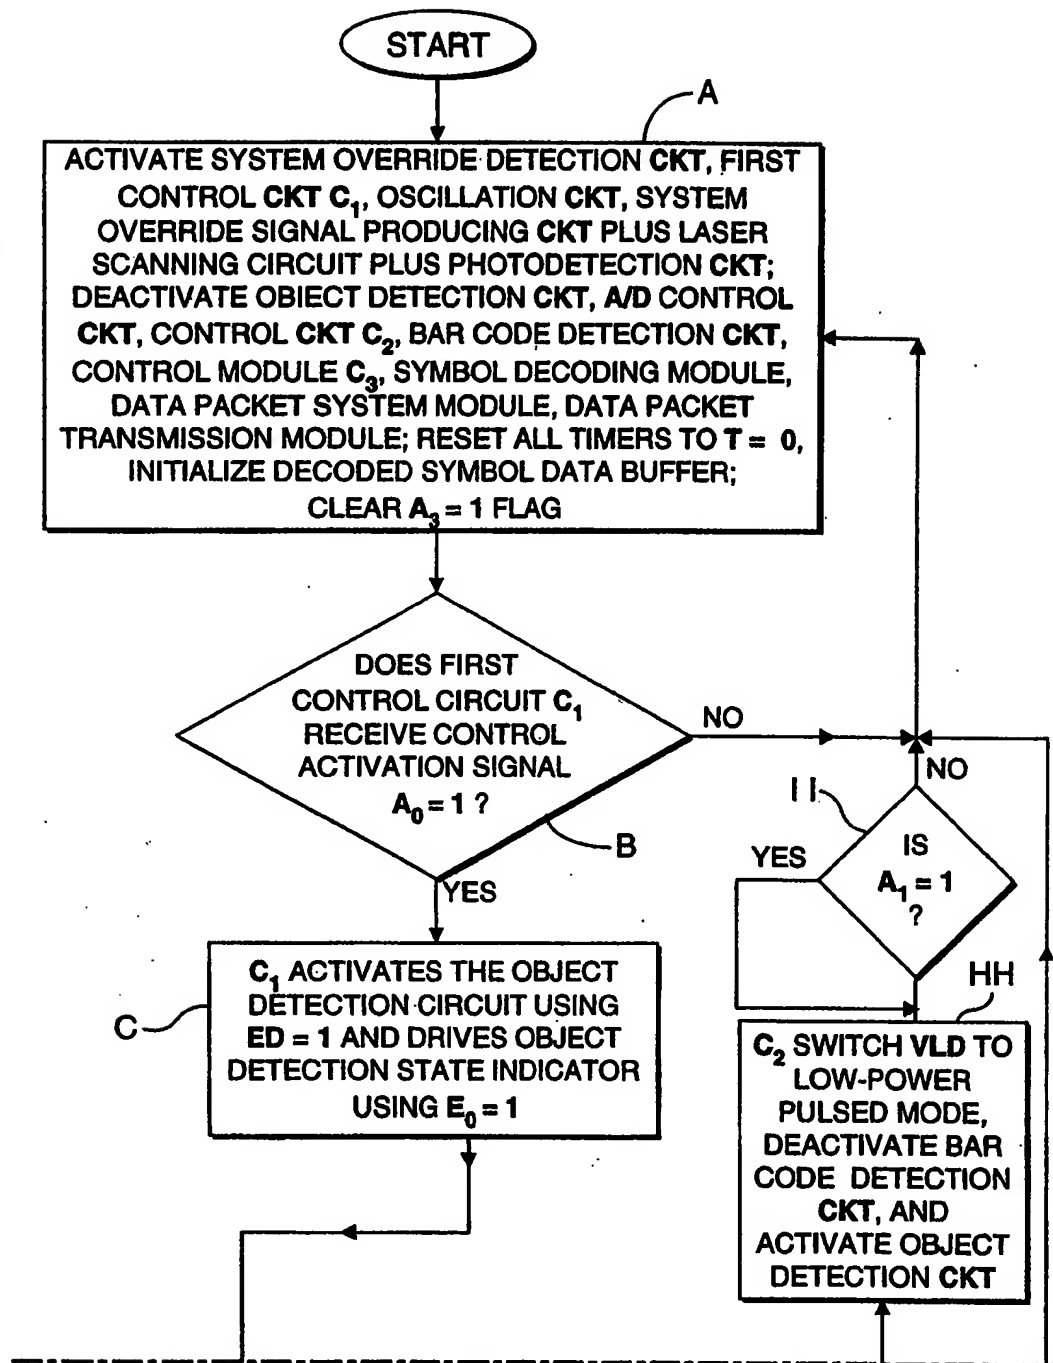 START
A
ACTIVATE SYSTEM OVERRIDE DETECTION CKT, FIRST
CONTROL CKT C1, OSCILLATION CKT, SYSTEM
OVERRIDE SIGNAL PRODUCING CKT PLUS LASER
SCANNING CIRCUIT PLUS PHOTODETECTION CKT;
DEACTIVATE OBIECT DETECTION CKT, A/D CONTROL
CKT, CONTROL CKT C2, BAR CODE DETECTION CKT,
CONTROL MODULE C3, SYMBOL DECODING MODULE,
DATA PACKET SYSTEM MODULE, DATA PACKET
TRANSMISSION MODULE; RESET ALL TIMERS TO T = 0,
INITIALIZE DECODED SYMBOL DATA BUFFER;
CLEAR A3 = 1 FLAG
DOES FIRST
CONTROL CIRCUIT C1
RECEIVE CONTROL
ACTIVATION SIGNAL
A0 = 1 ?
NO
B
YES
C1 ACTIVATES THE OBJECT
DETECTION CIRCUIT USING
ED = 1 AND DRIVES OBJECT
DETECTION STATE INDICATOR
USING E0 = 1
C
NO
II
YES
IS
A1 = 1
?
HH
C2 SWITCH VLD TO
LOW-POWER
PULSED MODE,
DEACTIVATE BAR
CODE DETECTION
CKT, AND
ACTIVATE OBJECT
DETECTION CKT